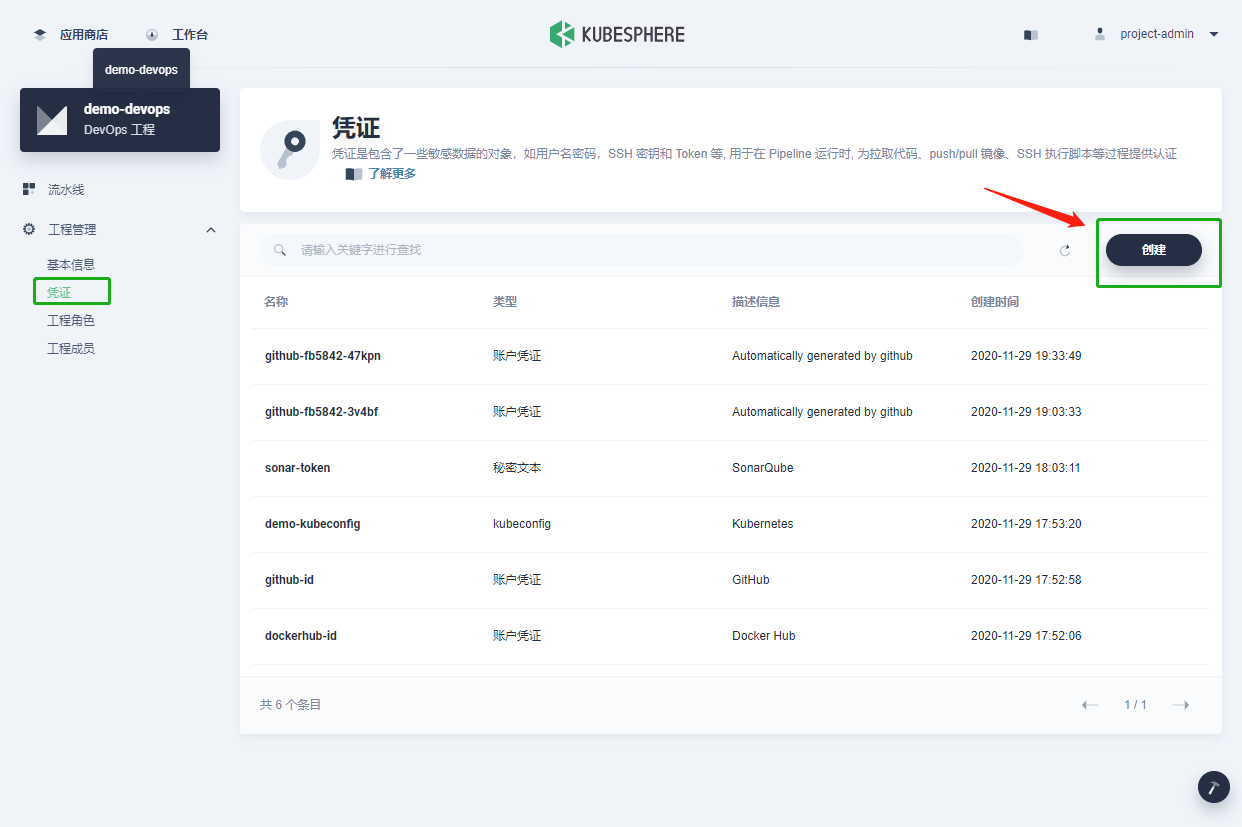 应用商店 工作台 KUBESPHERE project-admin
demo-devops
demo-devops
DevOps 工程
流水线
工程管理
基本信息
凭证
工程角色
工程成员
凭证
凭证是包含了一些敏感数据的对象，如用户名密码，SSH 密钥和 Token 等, 用于在 Pipeline 运行时, 为拉取代码、push/pull 镜像、SSH 执行脚本等过程提供认证
了解更多
请输入关键字进行查找 创建
名称 类型 描述信息 创建时间
github-fb5842-47kpn 账户凭证 Automatically generated by github 2020-11-29 19:33:49
github-fb5842-3v4bf 账户凭证 Automatically generated by github 2020-11-29 19:03:33
sonar-token 秘密文本 SonarQube 2020-11-29 18:03:11
demo-kubeconfig kubeconfig Kubernetes 2020-11-29 17:53:20
github-id 账户凭证 GitHub 2020-11-29 17:52:58
dockerhub-id 账户凭证 Docker Hub 2020-11-29 17:52:06
共 6 个条目 1 / 1